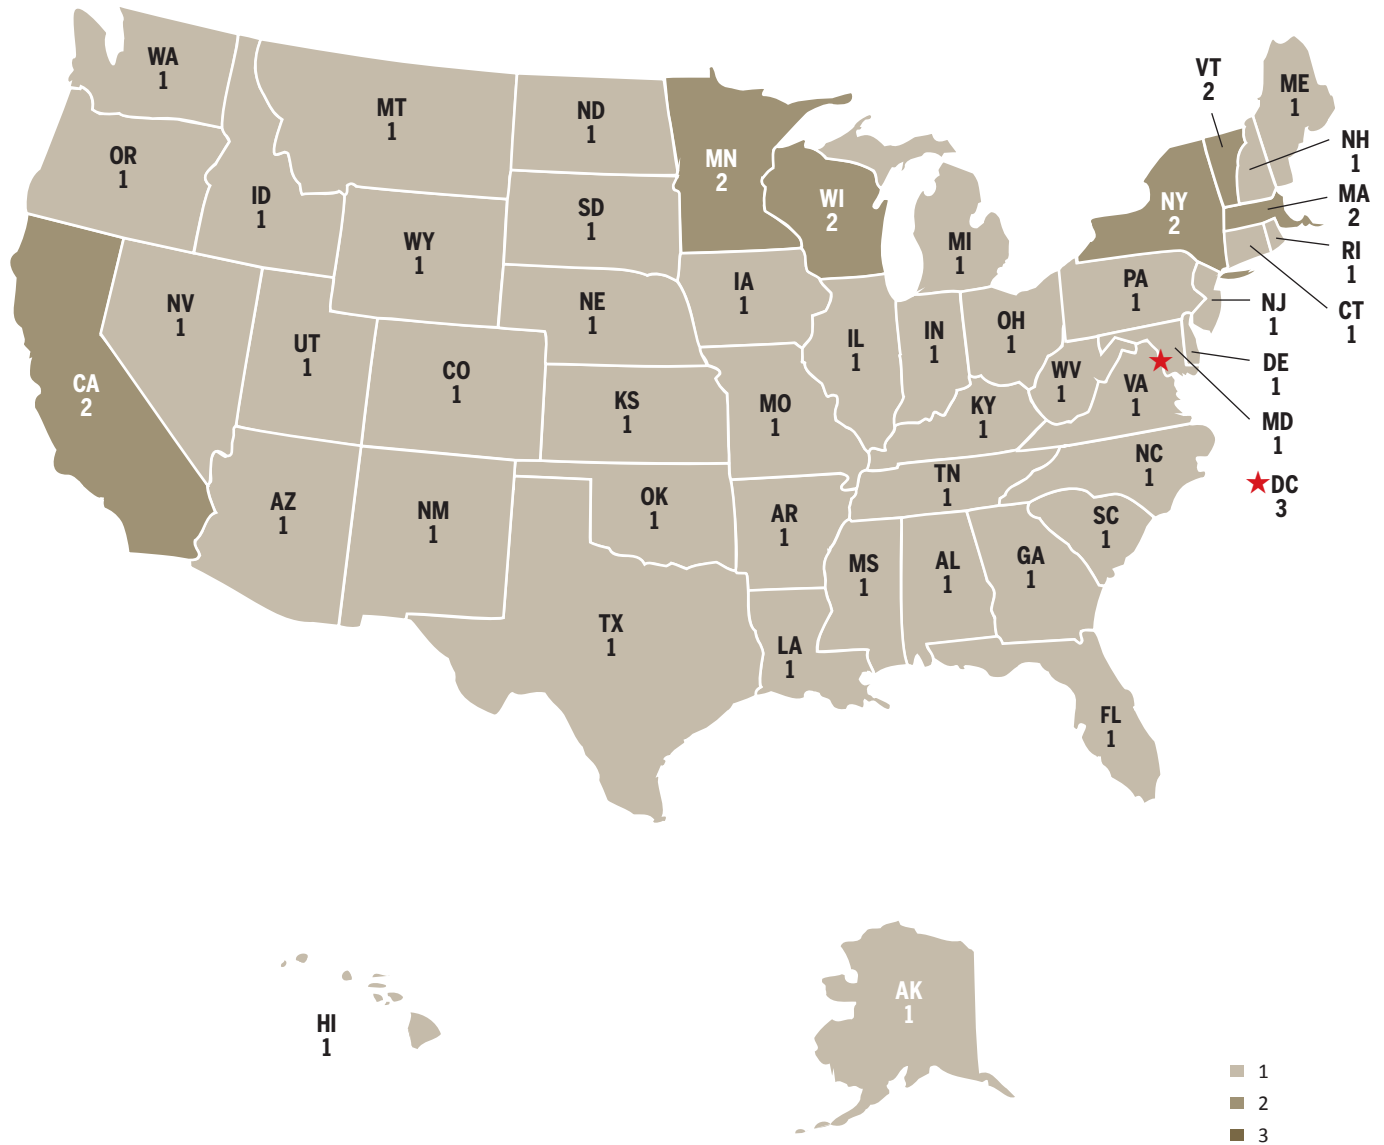 WA
1
MT
1
ND
1
MN
2
VT
2
ME
1
NH
1
OR
1
ID
1
WY
1
SD
1
WI
2
MI
1
NY
2
MA
2
RI
1
CT
1
NJ
1
PA
1
CA
2
NV
1
UT
1
CO
1
NE
1
IA
1
IL
1
IN
1
OH
1
WV
1
VA
1
DE
1
MD
1
DC
3
KS
1
MO
1
KY
1
NC
1
TN
1
SC
1
AZ
1
NM
1
OK
1
AR
1
MS
1
AL
1
GA
1
TX
1
LA
1
FL
1
HI
1
AK
1
1
2
3